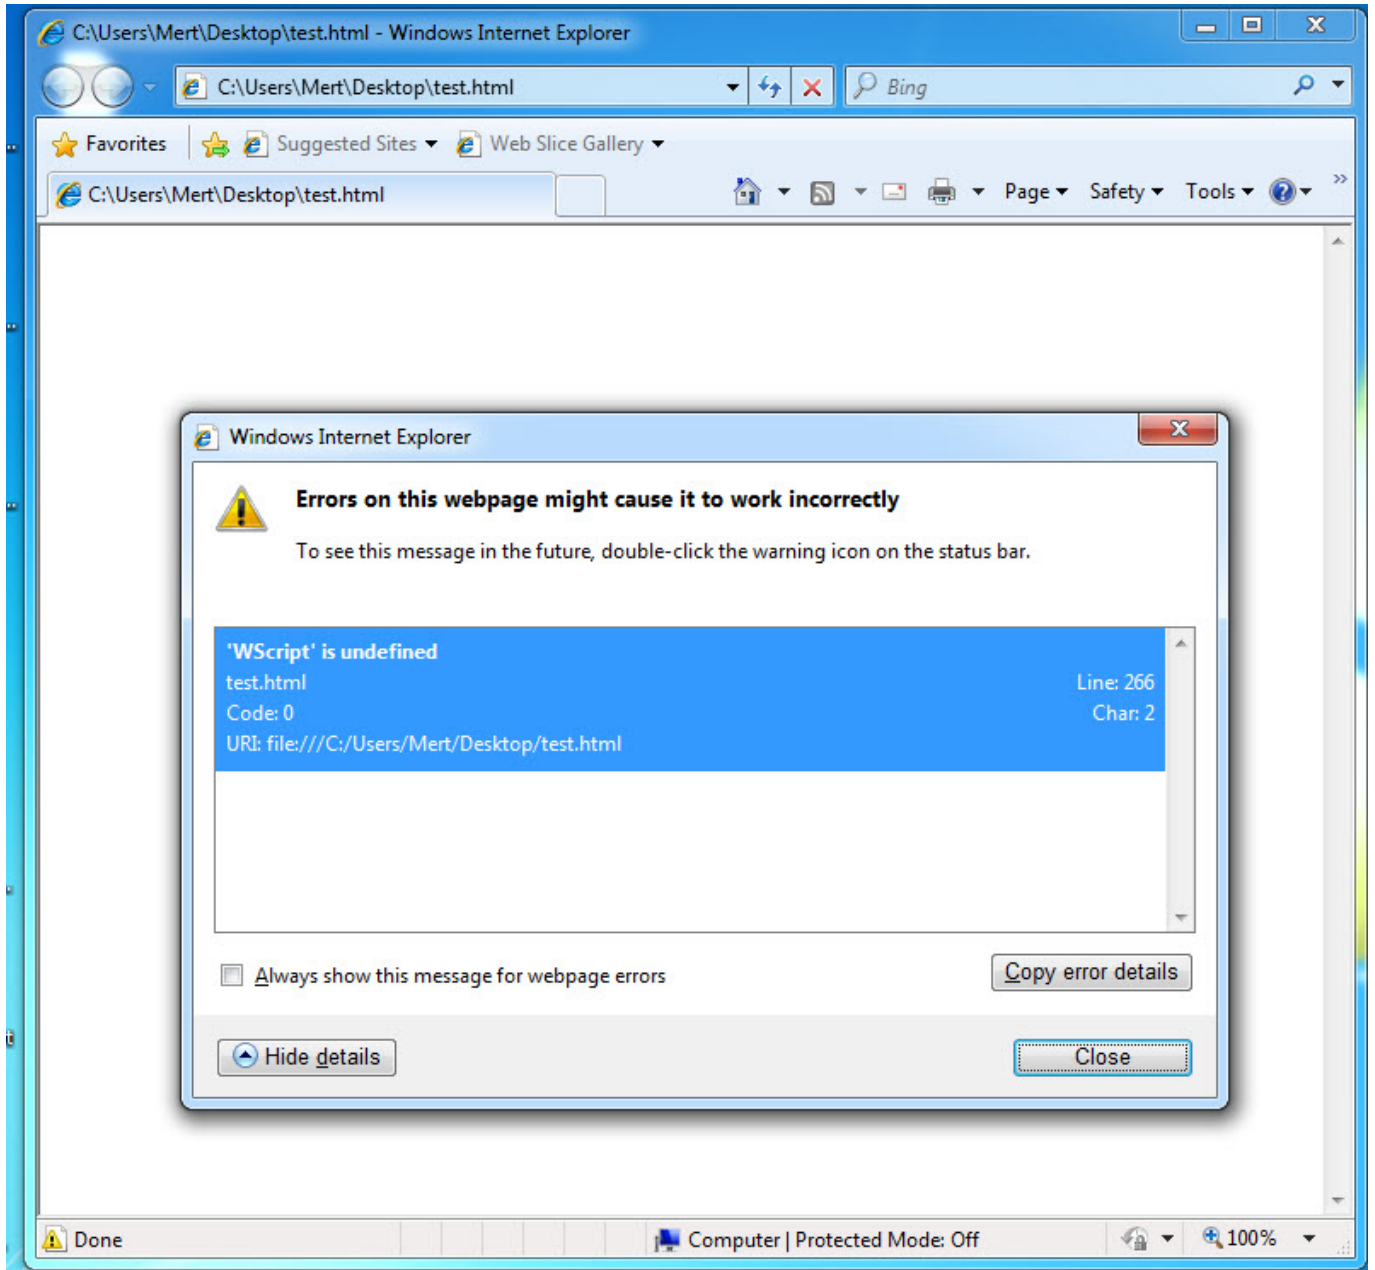 C:\Users\Mert\Desktop\test.html - Windows Internet Explorer
C:\Users\Mert\Desktop\test.html
Bing
Favorites
Suggested Sites
Web Slice Gallery
C:\Users\Mert\Desktop\test.html
Page
Safety
Tools
Windows Internet Explorer
Errors on this webpage might cause it to work incorrectly
To see this message in the future, double-click the warning icon on the status bar.
'WScript' is undefined
test.html
Line: 266
Code: 0
Char: 2
URI: file:///C:/Users/Mert/Desktop/test.html
Always show this message for webpage errors
Copy error details
Hide details
Close
Done
Computer | Protected Mode: Off
100%